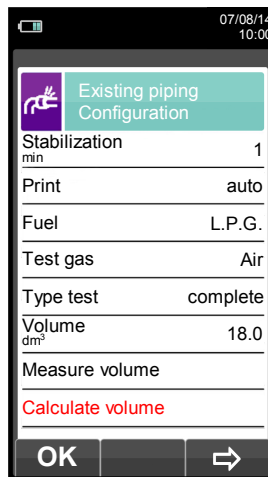 07/08/14
10:00
Existing piping
Configuration
Stabilization 1
min
Print auto
Fuel L.P.G.
Test gas Air
Type test complete
Volume 18.0
dm³
Measure volume
Calculate volume
OK